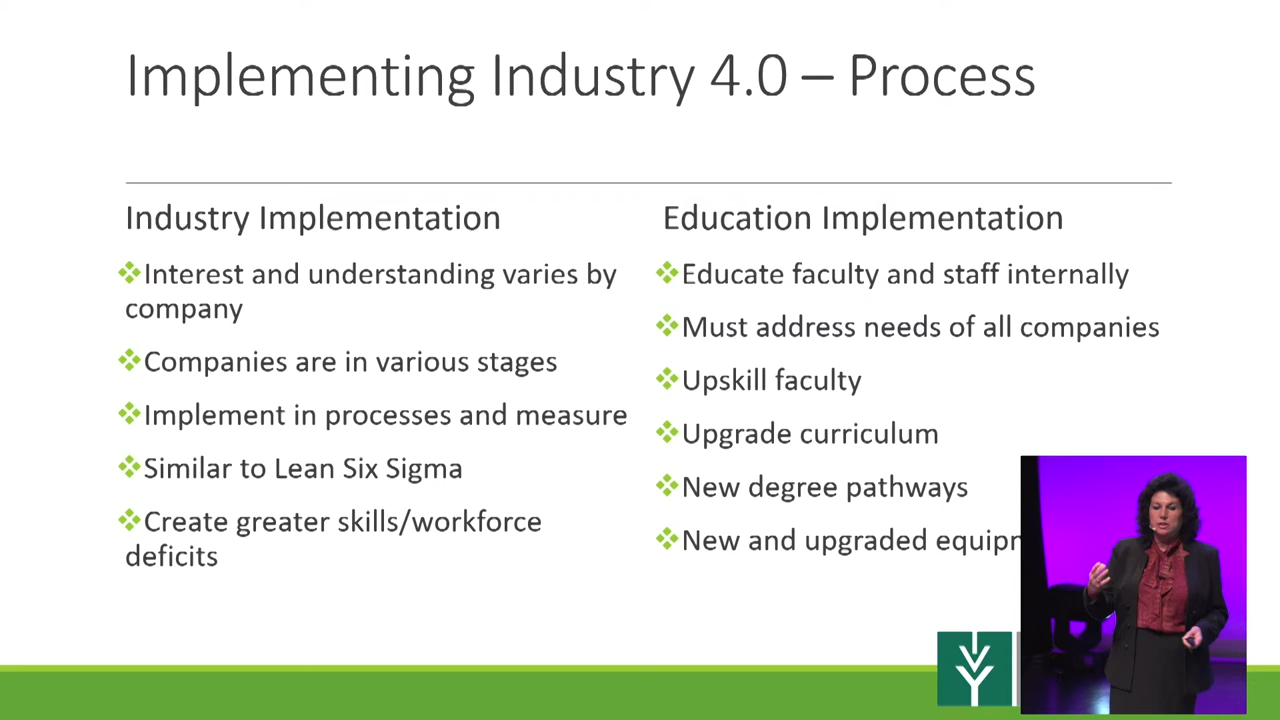 Implementing Industry 4.0 – Process
Industry Implementation
Interest and understanding varies by
company
Companies are in various stages
Implement in processes and measure
Similar to Lean Six Sigma
Create greater skills/workforce
deficits
Education Implementation
Educate faculty and staff internally
Must address needs of all companies
Upskill faculty
Upgrade curriculum
New degree pathways
New and upgraded